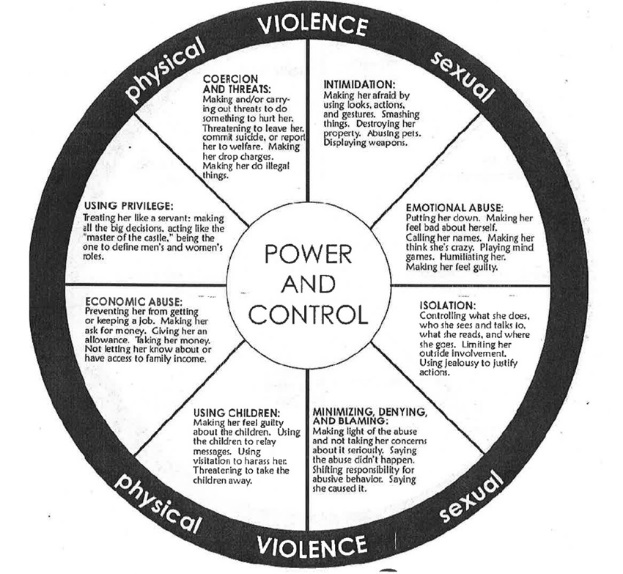 physical VIOLENCE sexual
COERCION
AND THREATS:
Making and/or carry-
ing out threats to do
something to hurt her.
Threatening to leave her,
commit suicide, or report
her to welfare. Making
her drop charges.
Making her do illegal
things.
INTIMIDATION:
Making her afraid by
using looks, actions,
and gestures. Smashing
things. Destroying her
property. Abusing pets.
Displaying weapons.
USING PRIVILEGE:
Treating her like a servant: making
all the big decisions, acting like the
"master of the castle," being the
one to define men's and women's
roles.
EMOTIONAL ABUSE:
Putting her down. Making her
feel bad about herself.
Calling her names. Making her
think she's crazy. Playing mind
games. Humiliating her.
Making her feel guilty.
POWER
AND
CONTROL
ECONOMIC ABUSE:
Preventing her from getting
or keeping a job. Making her
ask for money. Giving her an
allowance. Taking her money.
Not letting her know about or
have access to family income.
ISOLATION:
Controlling what she does,
who she sees and talks to,
what she reads, and where
she goes. Limiting her
outside involvement.
Using jealousy to justify
actions.
USING CHILDREN:
Making her feel guilty
about the children. Using
the children to relay
messages. Using
visitation to harass her.
Threatening to take the
children away.
MINIMIZING, DENYING,
AND BLAMING:
Making light of the abuse
and not taking her concerns
about it seriously. Saying
the abuse didn't happen.
Shifting responsibility for
abusive behavior. Saying
she caused it.
physical VIOLENCE sexual